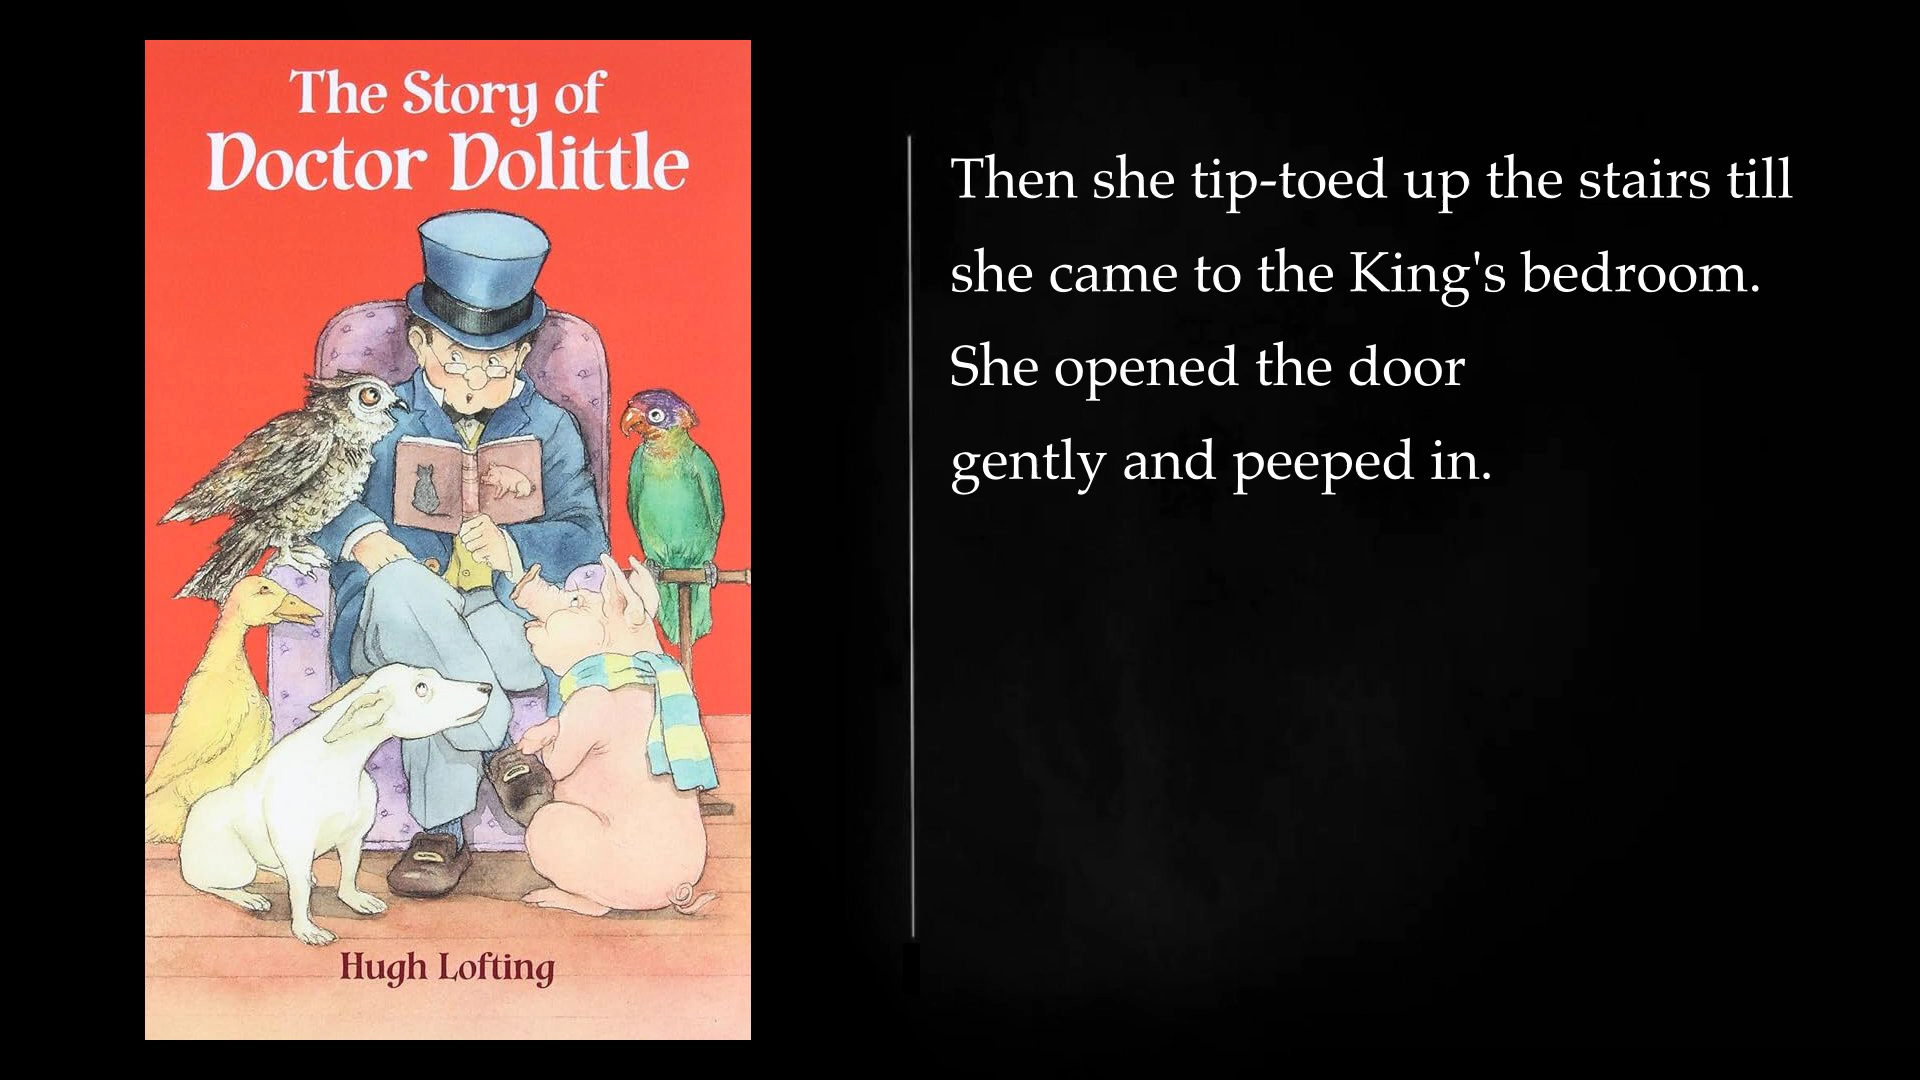 The Story of
Doctor Dolittle
Hugh Lofting
Then she tip-toed up the stairs till
she came to the King's bedroom.
She opened the door
gently and peeped in.